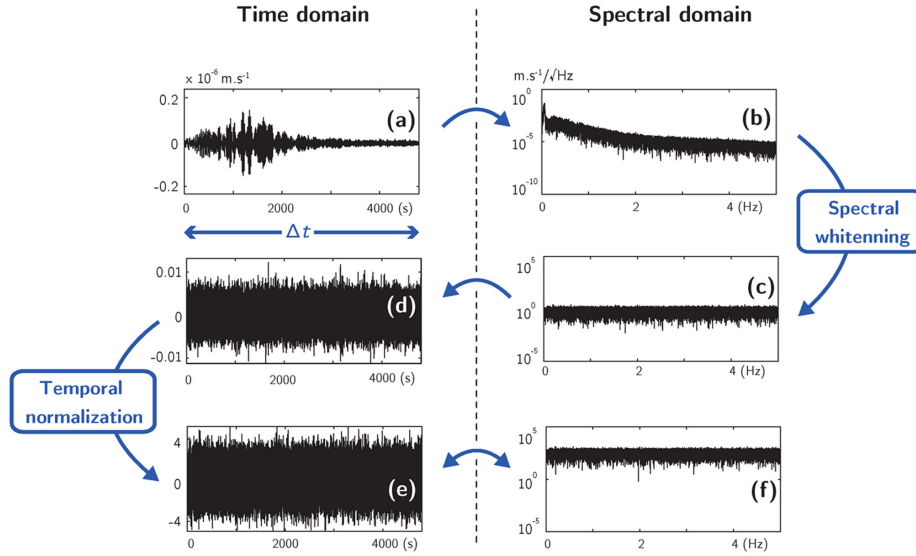 Time domain
Spectral domain
× 10⁻⁶ m.s⁻¹
0.2
0
-0.2
(a)
0 2000 4000 (s)
Δt
m.s⁻¹/√Hz
10⁰
10⁻⁵
10⁻¹⁰
(b)
0 2 4 (Hz)
Spectral
whitenning
0.01
0
-0.01
(d)
0 2000 4000 (s)
10⁵
10⁰
10⁻⁵
(c)
0 2 4 (Hz)
Temporal
normalization
4
0
-4
(e)
0 2000 4000 (s)
10⁵
10⁰
10⁻⁵
(f)
0 2 4 (Hz)